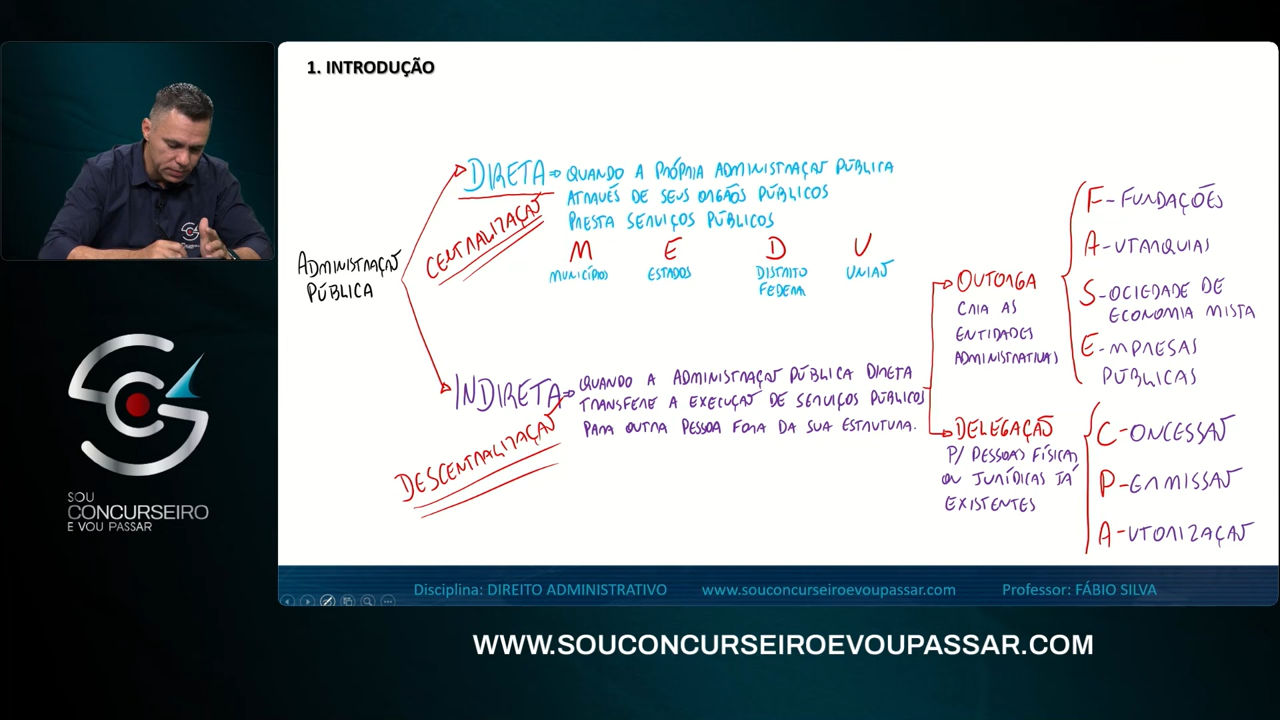 1. INTRODUÇÃO
ADMINISTRAÇÃO
PÚBLICA
DIRETA
CENTRALIZAÇÃO
QUANDO A PRÓPRIA ADMINISTRAÇÃO PÚBLICA
ATRAVÉS DE SEUS ORGÃOS PÚBLICOS
PRESTA SERVIÇOS PÚBLICOS
M E D U
MUNICÍPIOS ESTADOS DISTRITO UNIÃO
FEDERAL
INDIRETA
DESCENTRALIZAÇÃO
QUANDO A ADMINISTRAÇÃO PÚBLICA DIRETA
TRANSFERE A EXECUÇÃO DE SERVIÇOS PÚBLICOS
PARA OUTRA PESSOA FORA DA SUA ESTRUTURA.
OUTORGA
CRIA AS
ENTIDADES
ADMINISTRATIVAS
F-FUNDAÇÕES
A-UTARQUIAS
S-OCIEDADE DE
ECONOMIA MISTA
E-MPRESAS
PÚBLICAS
DELEGAÇÃO
P/ PESSOAS FÍSICAS
OU JURÍDICAS JÁ
EXISTENTES
C-ONCESSÃO
P-ERMISSÃO
A-UTORIZAÇÃO
SOU
CONCURSEIRO
E VOU PASSAR
Disciplina: DIREITO ADMINISTRATIVO www.souconcurseiroevoupassar.com Professor: FÁBIO SILVA
WWW.SOUCONCURSEIROEVOUPASSAR.COM